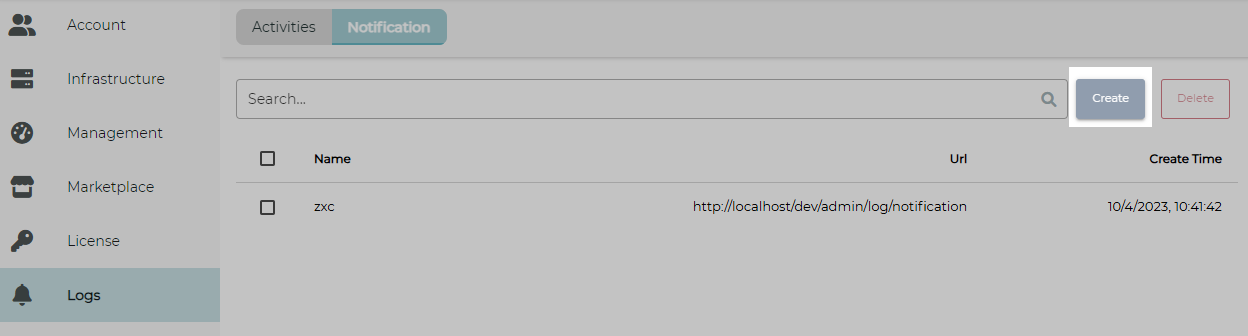 Account
Infrastructure
Management
Marketplace
License
Logs
Activities Notification
Search...
Create Delete
Name Url Create Time
zxc http://localhost/dev/admin/log/notification 10/4/2023, 10:41:42